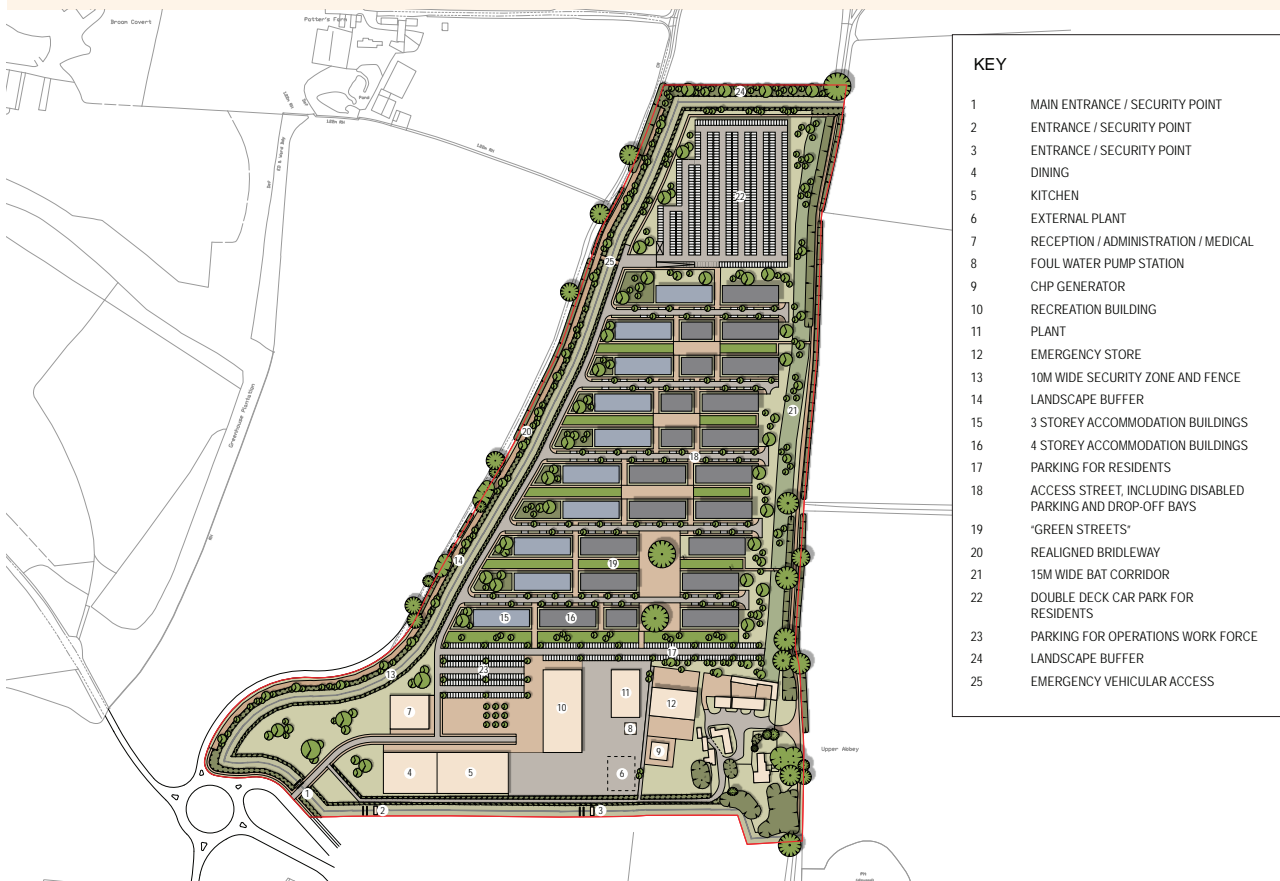 Broom Covert
Potter's Farm
Pond
Def
Def
KEY
1 MAIN ENTRANCE / SECURITY POINT
2 ENTRANCE / SECURITY POINT
3 ENTRANCE / SECURITY POINT
4 DINING
5 KITCHEN
6 EXTERNAL PLANT
7 RECEPTION / ADMINISTRATION / MEDICAL
8 FOUL WATER PUMP STATION
9 CHP GENERATOR
10 RECREATION BUILDING
11 PLANT
12 EMERGENCY STORE
13 10M WIDE SECURITY ZONE AND FENCE
14 LANDSCAPE BUFFER
15 3 STOREY ACCOMMODATION BUILDINGS
16 4 STOREY ACCOMMODATION BUILDINGS
17 PARKING FOR RESIDENTS
18 ACCESS STREET, INCLUDING DISABLED
PARKING AND DROP-OFF BAYS
19 "GREEN STREETS"
20 REALIGNED BRIDLEWAY
21 15M WIDE BAT CORRIDOR
22 DOUBLE DECK CAR PARK FOR
RESIDENTS
23 PARKING FOR OPERATIONS WORK FORCE
24 LANDSCAPE BUFFER
25 EMERGENCY VEHICULAR ACCESS
24
22
25
21
20
18
14
19
15
16
17
23
13
7
10
11
12
8
9
4
5
6
1
2
3
Greenhouse Plantation
Upper Abbey